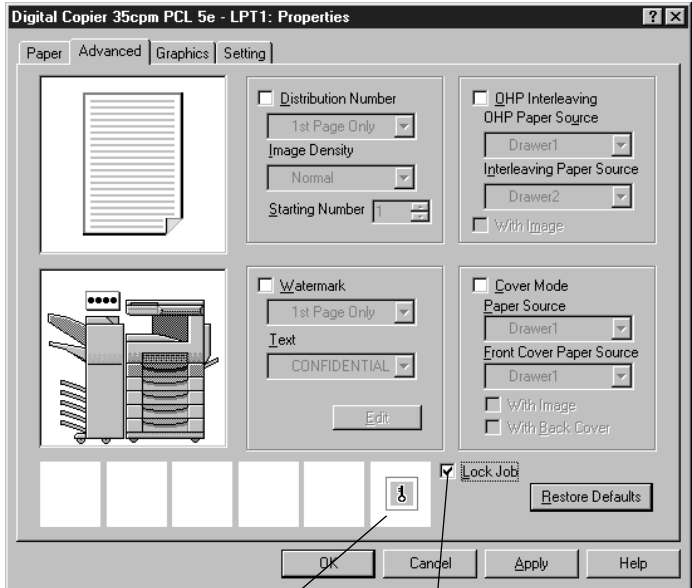 Digital Copier 35cpm PCL 5e - LPT1: Properties
Paper Advanced Graphics Setting
Distribution Number
1st Page Only
Image Density
Normal
Starting Number 1
OHP Interleaving
OHP Paper Source
Drawer1
Interleaving Paper Source
Drawer2
With Image
Watermark
1st Page Only
Text
CONFIDENTIAL
Edit
Cover Mode
Paper Source
Drawer1
Front Cover Paper Source
Drawer1
With Image
With Back Cover
Lock Job
Restore Defaults
OK Cancel Apply Help